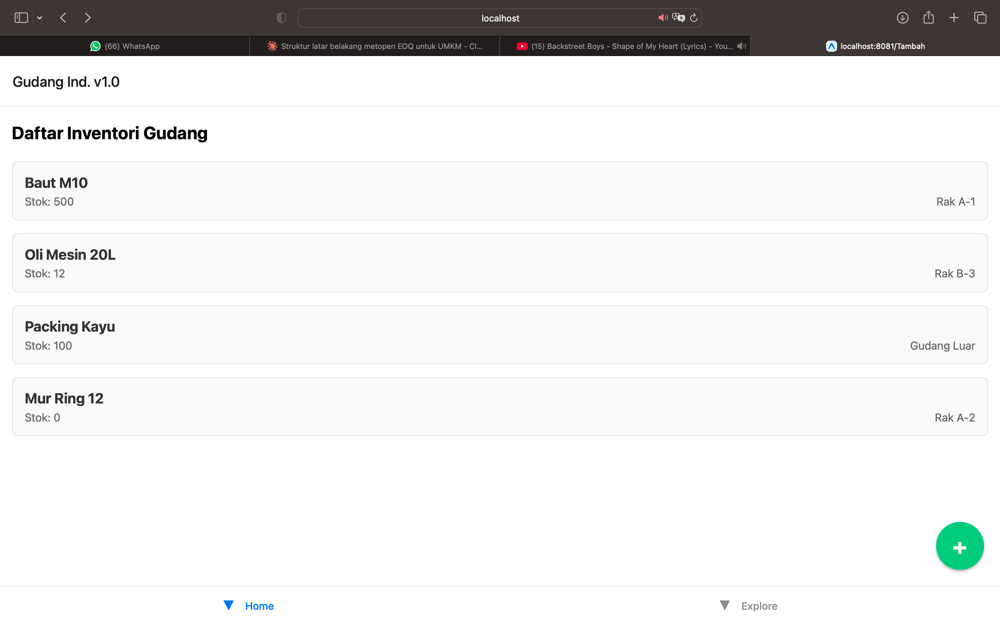 localhost
(66) WhatsApp
Struktur latar belakang metopen EOQ untuk UMKM - Cl...
(15) Backstreet Boys - Shape of My Heart (Lyrics) - You...
localhost:8081/Tambah
Gudang Ind. v1.0
Daftar Inventori Gudang
Baut M10
Stok: 500
Rak A-1
Oli Mesin 20L
Stok: 12
Rak B-3
Packing Kayu
Stok: 100
Gudang Luar
Mur Ring 12
Stok: 0
Rak A-2
+
Home
Explore